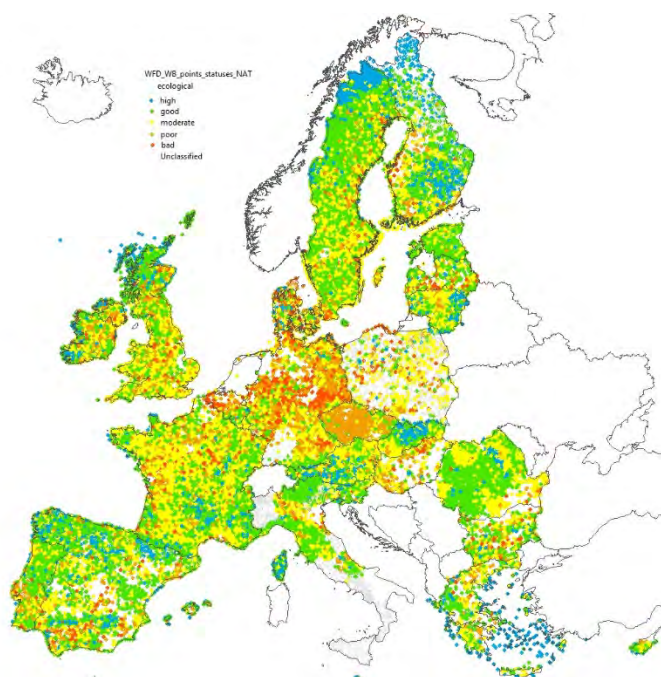 WFD_WB_points_statuses_NAT
ecological
high
good
moderate
poor
bad
Unclassified